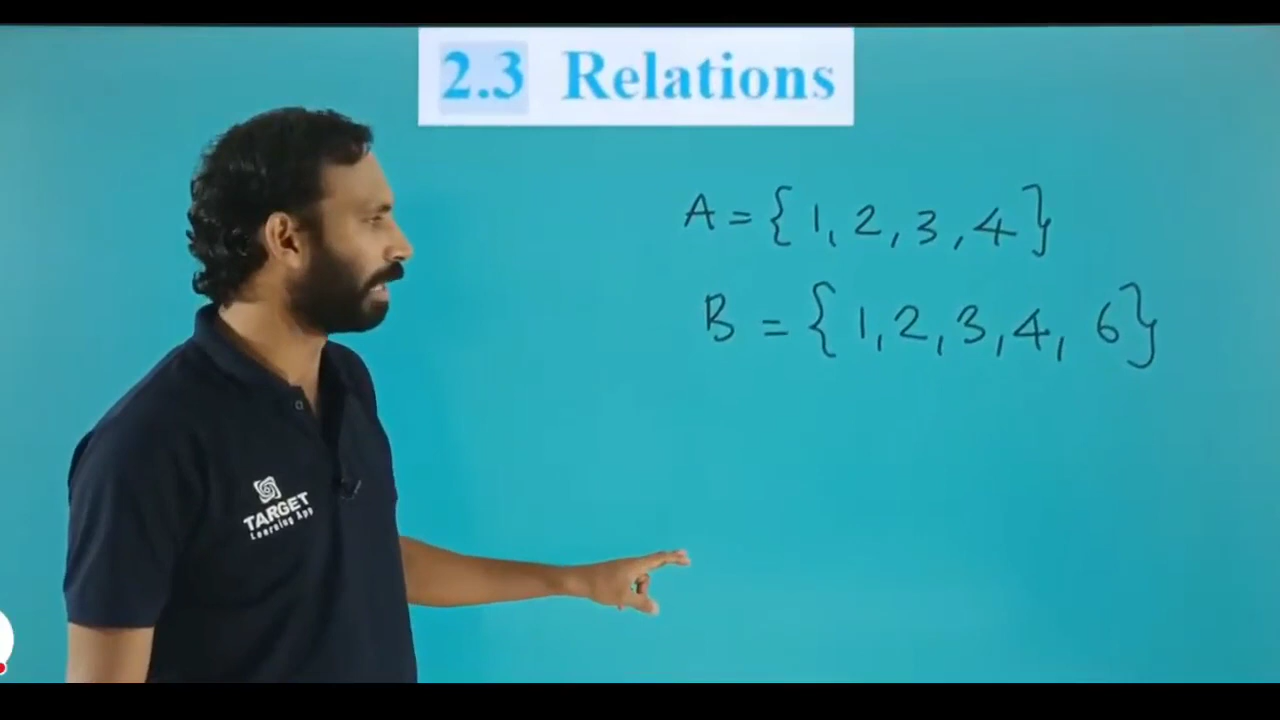 2.3 Relations
A = { 1, 2, 3, 4 }
B = { 1, 2, 3, 4, 6 }
TARGET
Learning App